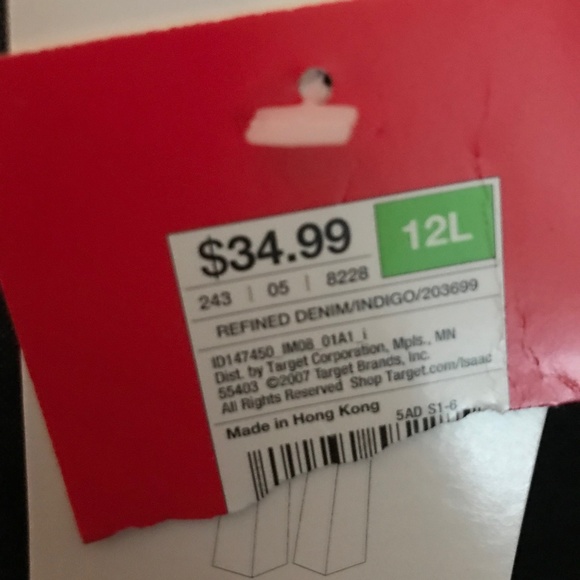 $34.99 12L
243 | 05 | 8228
REFINED DENIM/INDIGO/203699
ID147450_IM08_01A1_i
Dist. by Target Corporation, Mpls., MN
55403 ©2007 Target Brands, Inc.
All Rights Reserved Shop Target.com/Isaac
Made in Hong Kong 5AD S1-6